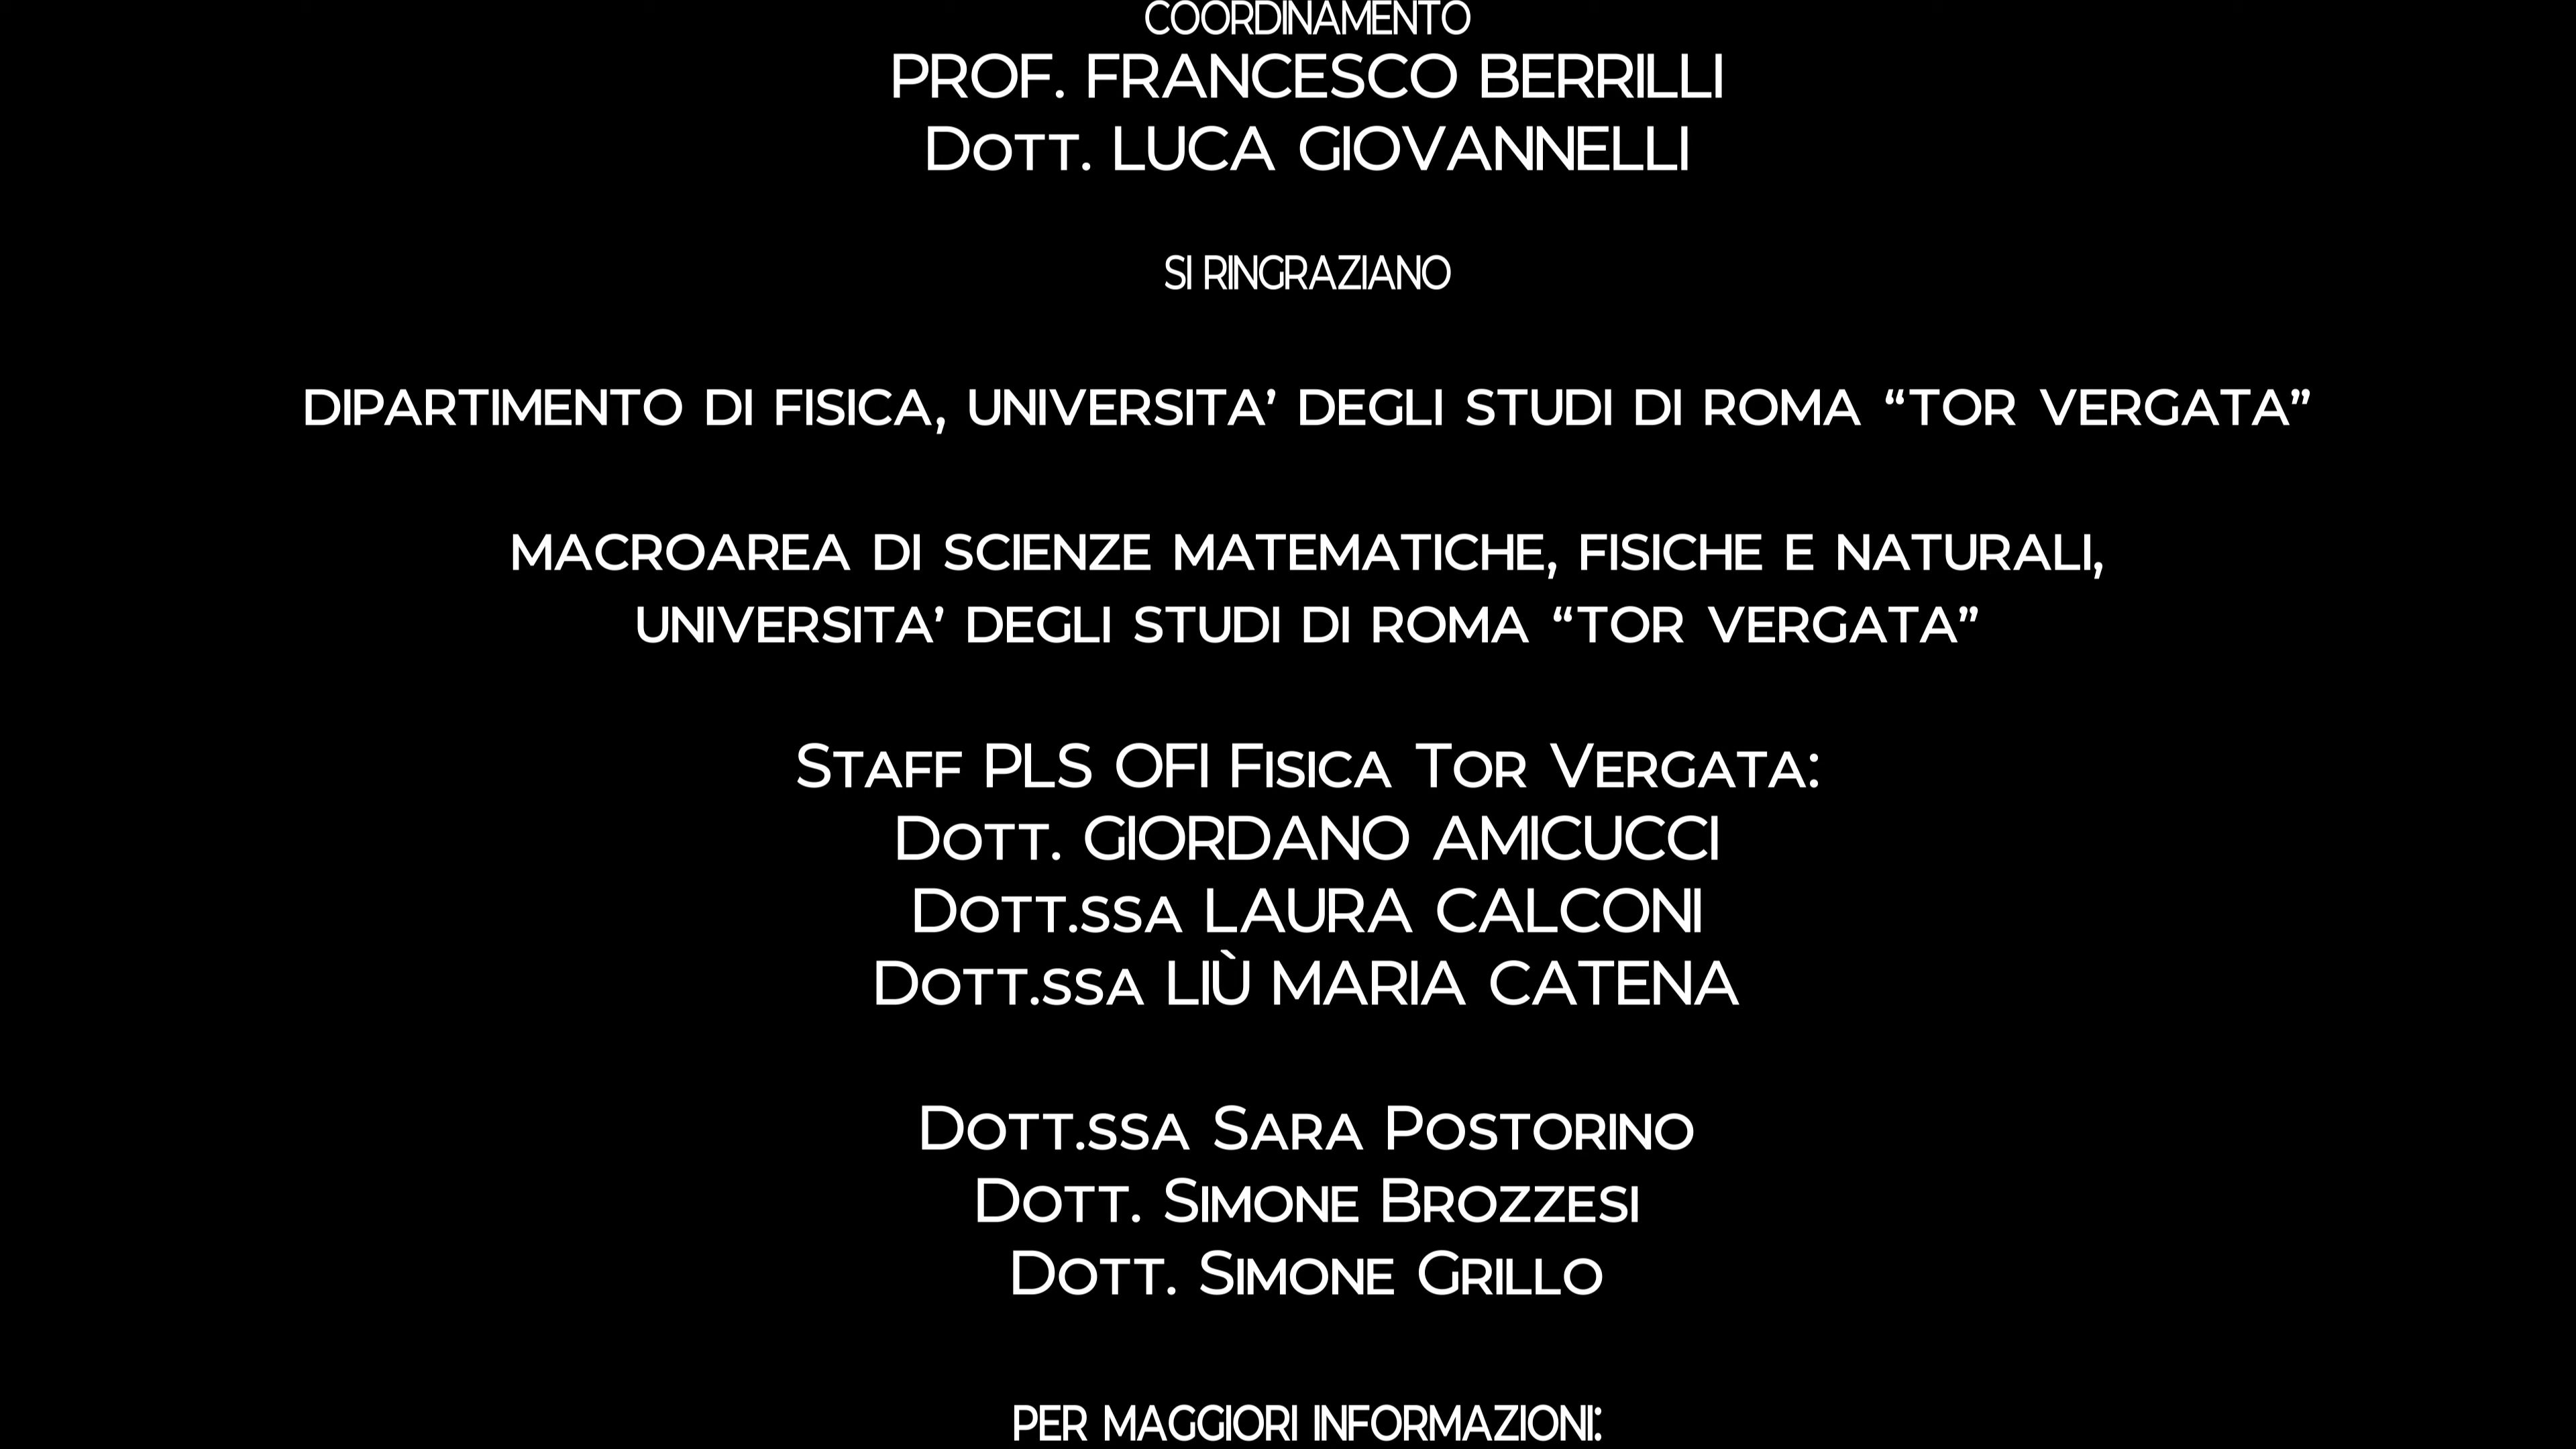 COORDINAMENTO
PROF. FRANCESCO BERRILLI
Dott. LUCA GIOVANNELLI
SI RINGRAZIANO
DIPARTIMENTO DI FISICA, UNIVERSITA’ DEGLI STUDI DI ROMA “TOR VERGATA”
MACROAREA DI SCIENZE MATEMATICHE, FISICHE E NATURALI,
UNIVERSITA’ DEGLI STUDI DI ROMA “TOR VERGATA”
Staff PLS OFI Fisica Tor Vergata:
Dott. GIORDANO AMICUCCI
Dott.ssa LAURA CALCONI
Dott.ssa LIÙ MARIA CATENA
Dott.ssa Sara Postorino
Dott. Simone Brozzesi
Dott. Simone Grillo
PER MAGGIORI INFORMAZIONI: